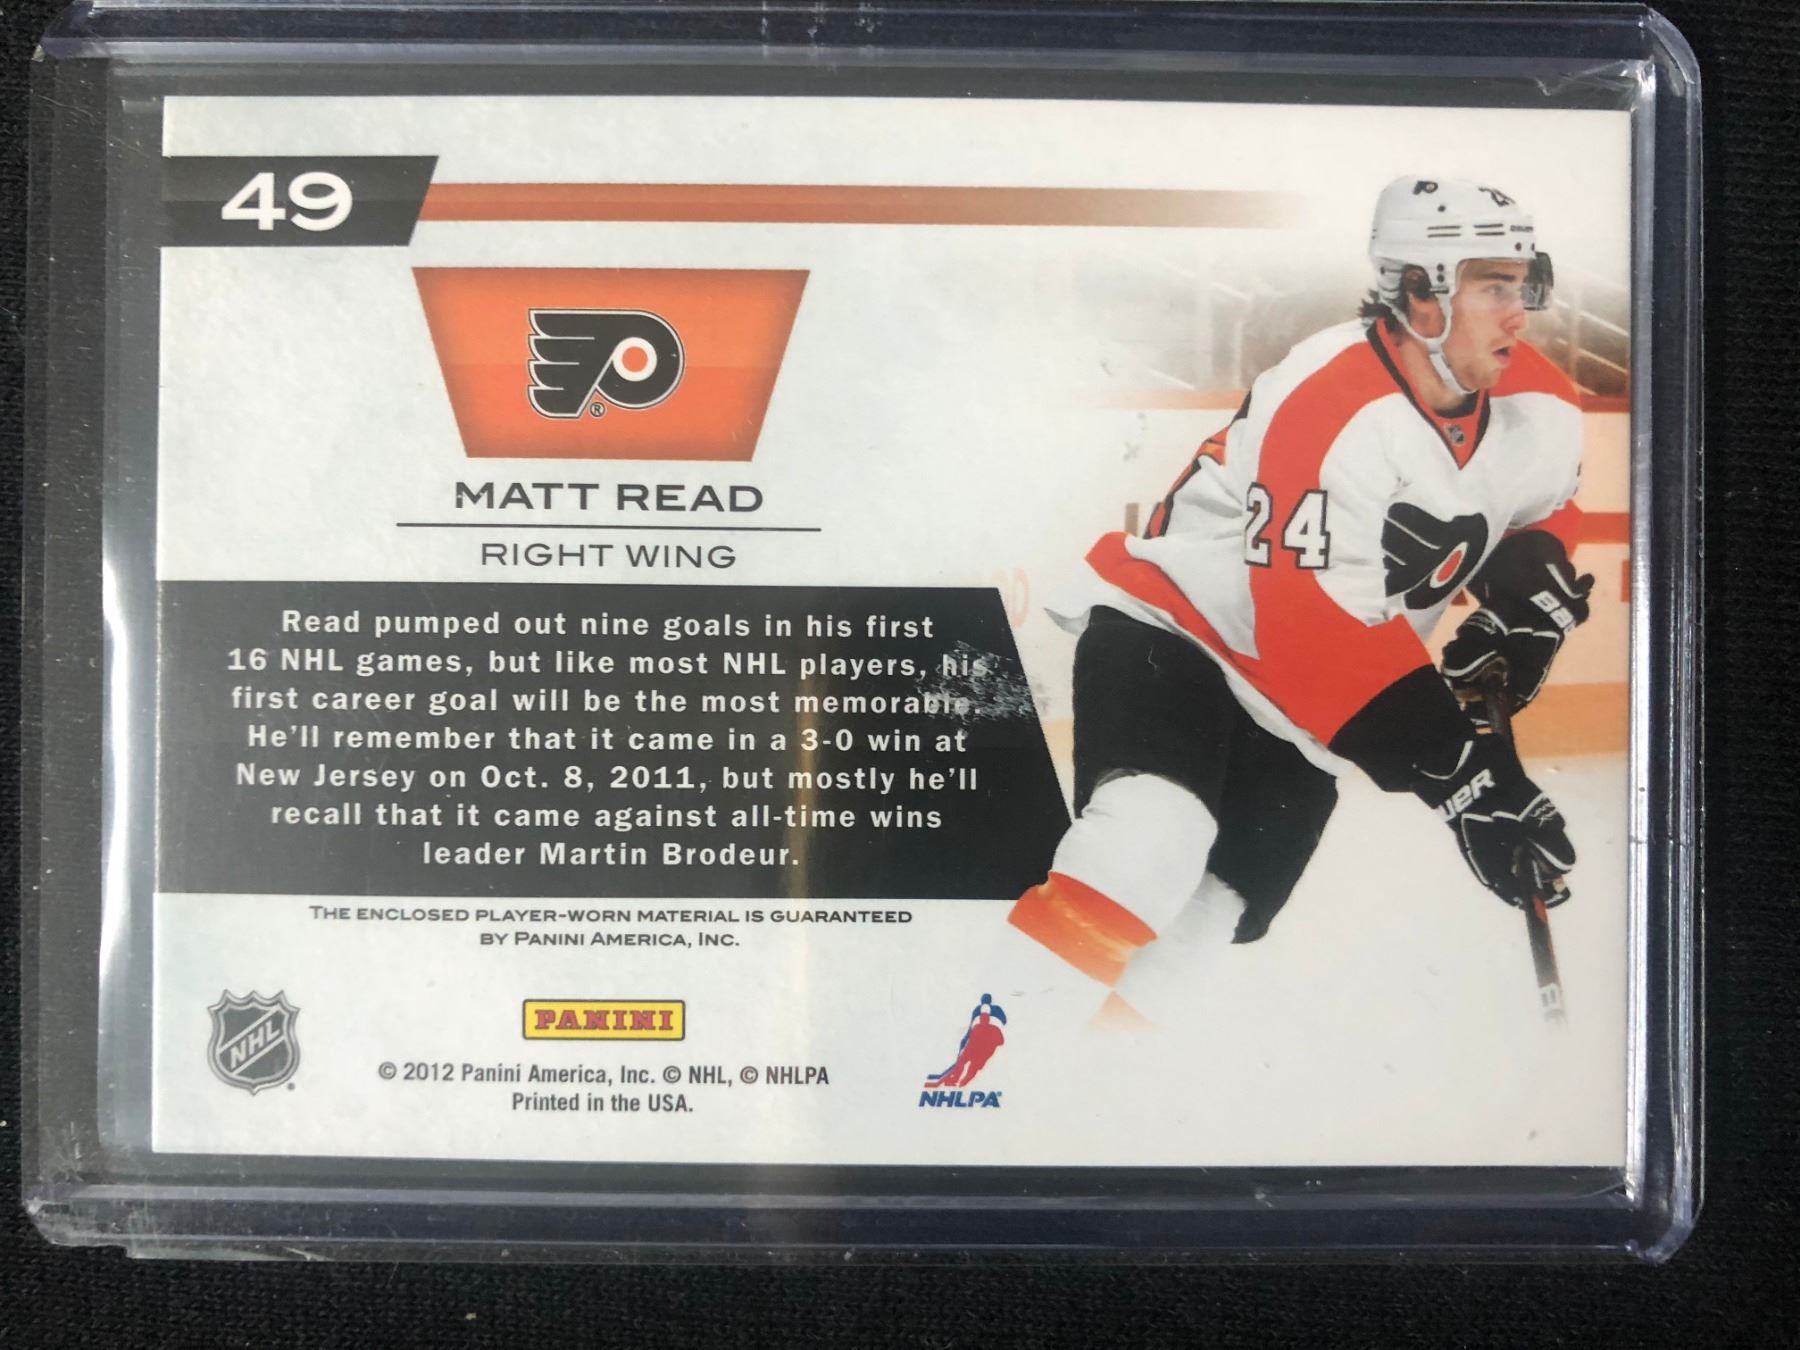 49
®
MATT READ
RIGHT WING
Read pumped out nine goals in his first
16 NHL games, but like most NHL players, his
first career goal will be the most memorable.
He'll remember that it came in a 3-0 win at
New Jersey on Oct. 8, 2011, but mostly he'll
recall that it came against all-time wins
leader Martin Brodeur.
THE ENCLOSED PLAYER-WORN MATERIAL IS GUARANTEED
BY PANINI AMERICA, INC.
NHL
PANINI
© 2012 Panini America, Inc. © NHL, © NHLPA
Printed in the USA.
NHLPA
24
24